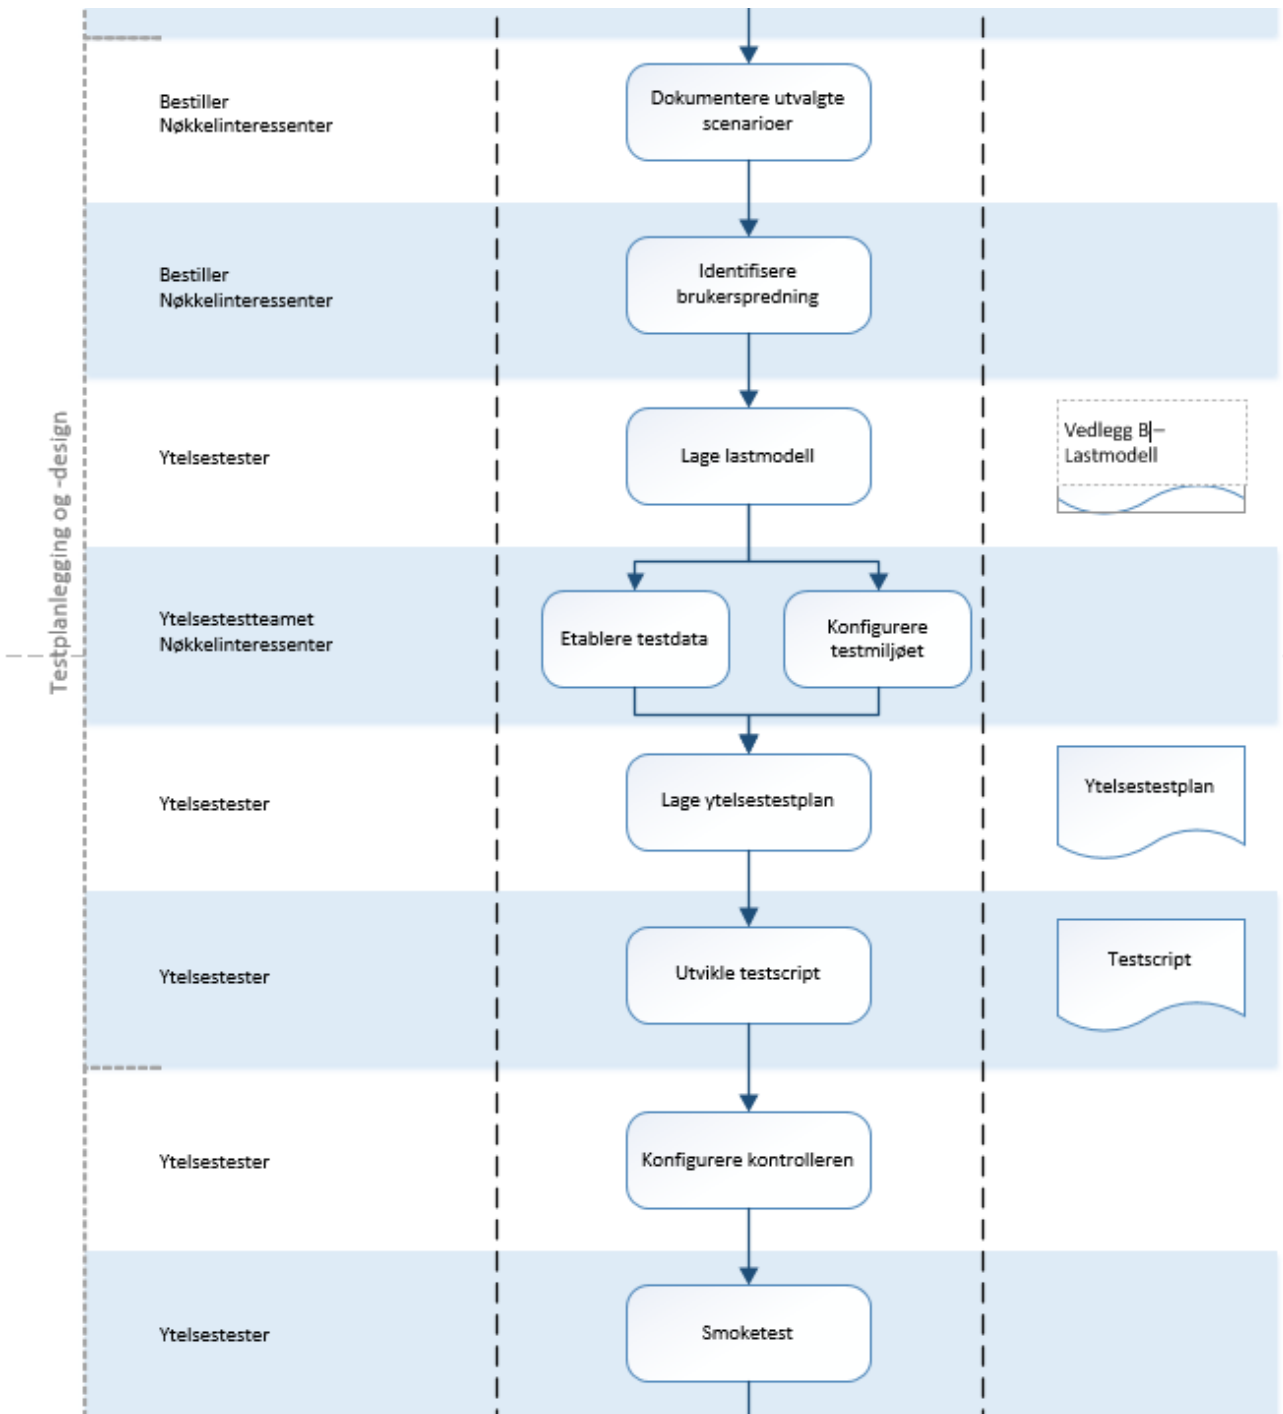 Testplanlegging og -design
Bestiller
Nøkkelinteressenter
Dokumentere utvalgte
scenarioer
Bestiller
Nøkkelinteressenter
Identifisere
brukerspredning
Ytelsestester
Lage lastmodell
Vedlegg B–
Lastmodell
Ytelsestestteamet
Nøkkelinteressenter
Etablere testdata
Konfigurere
testmiljøet
Ytelsestester
Lage ytelsestestplan
Ytelsestestplan
Ytelsestester
Utvikle testscript
Testscript
Ytelsestester
Konfigurere kontrolleren
Ytelsestester
Smoketest